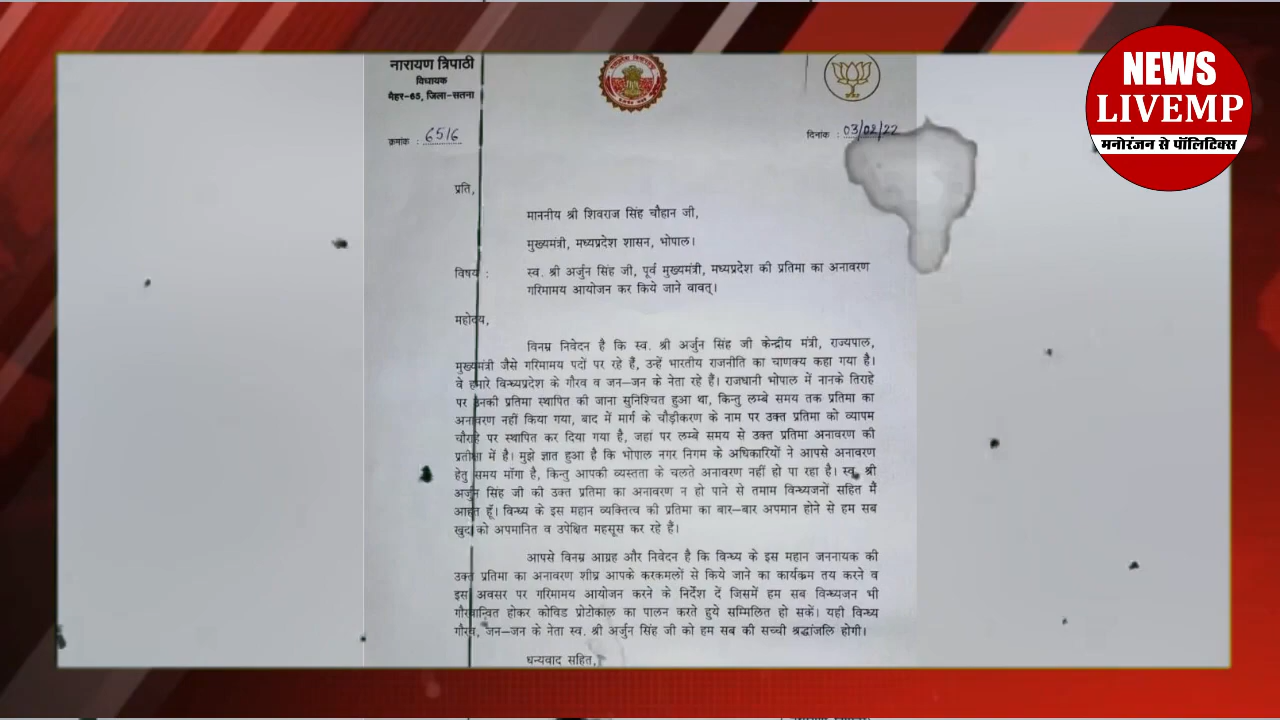 नारायण त्रिपाठी
विधायक
मैहर-65, जिला-सतना
क्रमांक : 6516
दिनांक : 03/02/22
NEWS
LIVEMP
मनोरंजन से पॉलिटिक्स
प्रति,
माननीय श्री शिवराज सिंह चौहान जी,
मुख्यमंत्री, मध्यप्रदेश शासन, भोपाल।
विषय : स्व. श्री अर्जुन सिंह जी, पूर्व मुख्यमंत्री, मध्यप्रदेश की प्रतिमा का अनावरण
गरिमामय आयोजन कर किये जाने वावत्।
महोदय,
विनम्र निवेदन है कि स्व. श्री अर्जुन सिंह जी केन्द्रीय मंत्री, राज्यपाल,
मुख्यमंत्री जैसे गरिमामय पदों पर रहे हैं, उन्हें भारतीय राजनीति का चाणक्य कहा गया है।
वे हमारे विन्ध्यप्रदेश के गौरव व जन–जन के नेता रहे हैं। राजधानी भोपाल में नानके तिराहे
पर उनकी प्रतिमा स्थापित की जाना सुनिश्चित हुआ था, किन्तु लम्बे समय तक प्रतिमा का
अनावरण नहीं किया गया, बाद में मार्ग के चौड़ीकरण के नाम पर उक्त प्रतिमा को व्यापम
चौराहे पर स्थापित कर दिया गया है, जहां पर लम्बे समय से उक्त प्रतिमा अनावरण की
प्रतीक्षा में है। मुझे ज्ञात हुआ है कि भोपाल नगर निगम के अधिकारियों ने आपसे अनावरण
हेतु समय माँगा है, किन्तु आपकी व्यस्तता के चलते अनावरण नहीं हो पा रहा है। स्व. श्री
अर्जुन सिंह जी की उक्त प्रतिमा का अनावरण न हो पाने से तमाम विन्ध्यजनों सहित मैं
आहत हूँ। विन्ध्य के इस महान व्यक्तित्व की प्रतिमा का बार–बार अपमान होने से हम सब
खुद को अपमानित व उपेक्षित महसूस कर रहे हैं।
आपसे विनम्र आग्रह और निवेदन है कि विन्ध्य के इस महान जननायक की
उक्त प्रतिमा का अनावरण शीघ्र आपके करकमलों से किये जाने का कार्यक्रम तय करने व
इस अवसर पर गरिमामय आयोजन करने के निर्देश दें जिसमें हम सब विन्ध्यजन भी
गौरवान्वित होकर कोविड प्रोटोकाल का पालन करते हुये सम्मिलित हो सकें। यही विन्ध्य
गौरव, जन–जन के नेता स्व. श्री अर्जुन सिंह जी को हम सब की सच्ची श्रद्धांजलि होगी।
धन्यवाद सहित,